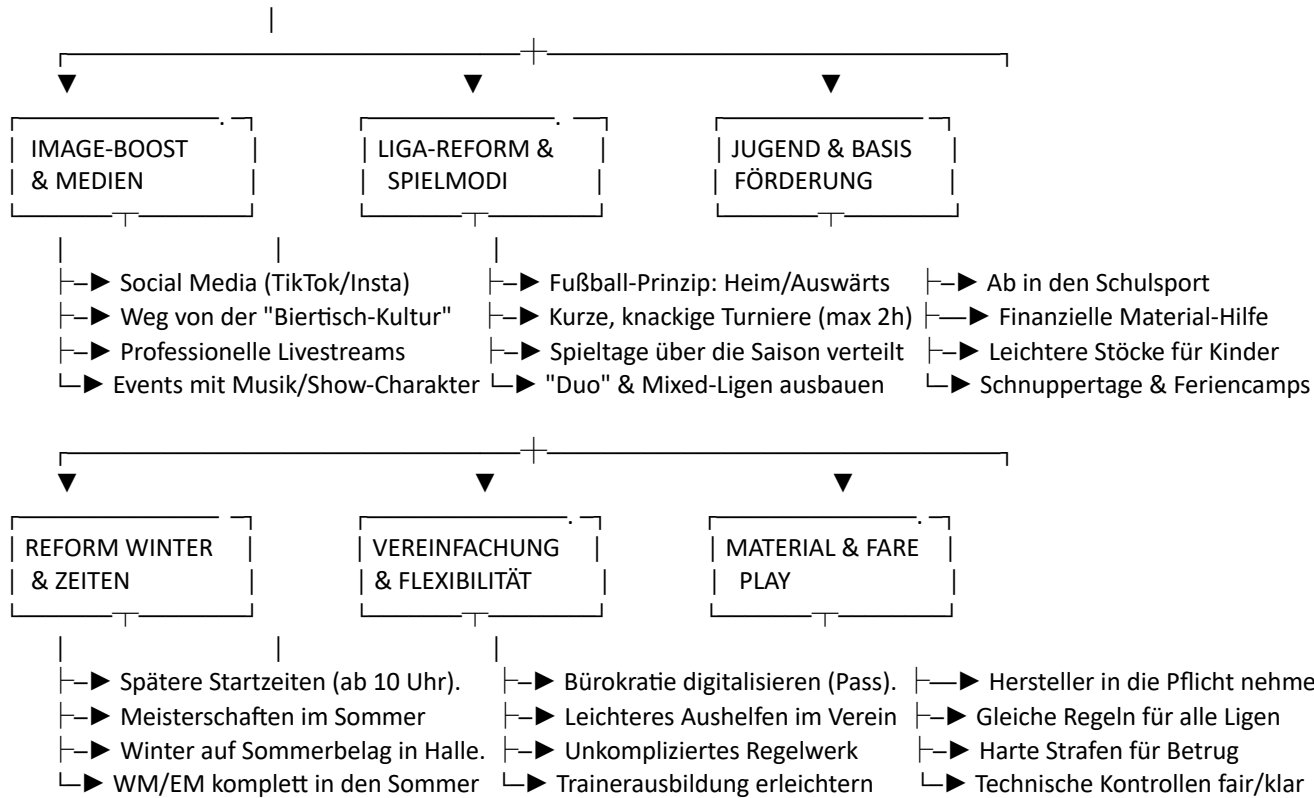 IMAGE-BOOST
& MEDIEN
LIGA-REFORM &
SPIELMODI
JUGEND & BASIS
FÖRDERUNG
Social Media (TikTok/Insta)
Weg von der "Biertisch-Kultur"
Professionelle Livestreams
Events mit Musik/Show-Charakter
Fußball-Prinzip: Heim/Auswärts
Kurze, knackige Turniere (max 2h)
Spieltage über die Saison verteilt
"Duo" & Mixed-Ligen ausbauen
Ab in den Schulsport
Finanzielle Material-Hilfe
Leichtere Stöcke für Kinder
Schnuppertage & Feriencamps
REFORM WINTER
& ZEITEN
VEREINFACHUNG
& FLEXIBILITÄT
MATERIAL & FARE
PLAY
Spätere Startzeiten (ab 10 Uhr).
Meisterschaften im Sommer
Winter auf Sommerbelag in Halle.
WM/EM komplett in den Sommer
Bürokratie digitalisieren (Pass).
Leichteres Aushelfen im Verein
Unkompliziertes Regelwerk
Trainerausbildung erleichtern
Hersteller in die Pflicht nehme
Gleiche Regeln für alle Ligen
Harte Strafen für Betrug
Technische Kontrollen fair/klar